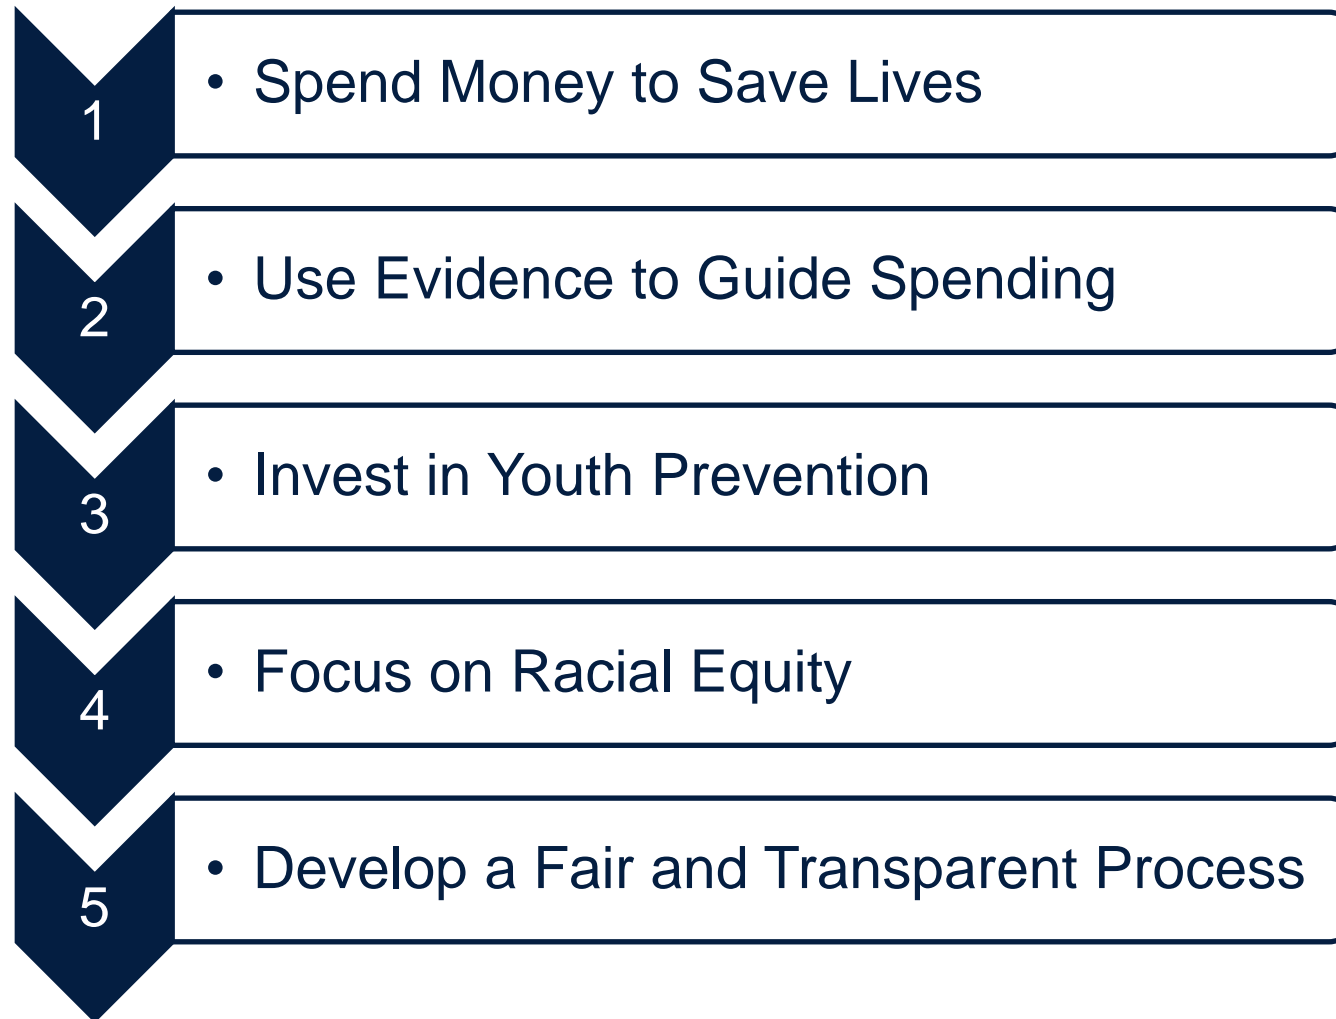 1
• Spend Money to Save Lives
2
• Use Evidence to Guide Spending
3
• Invest in Youth Prevention
4
• Focus on Racial Equity
5
• Develop a Fair and Transparent Process